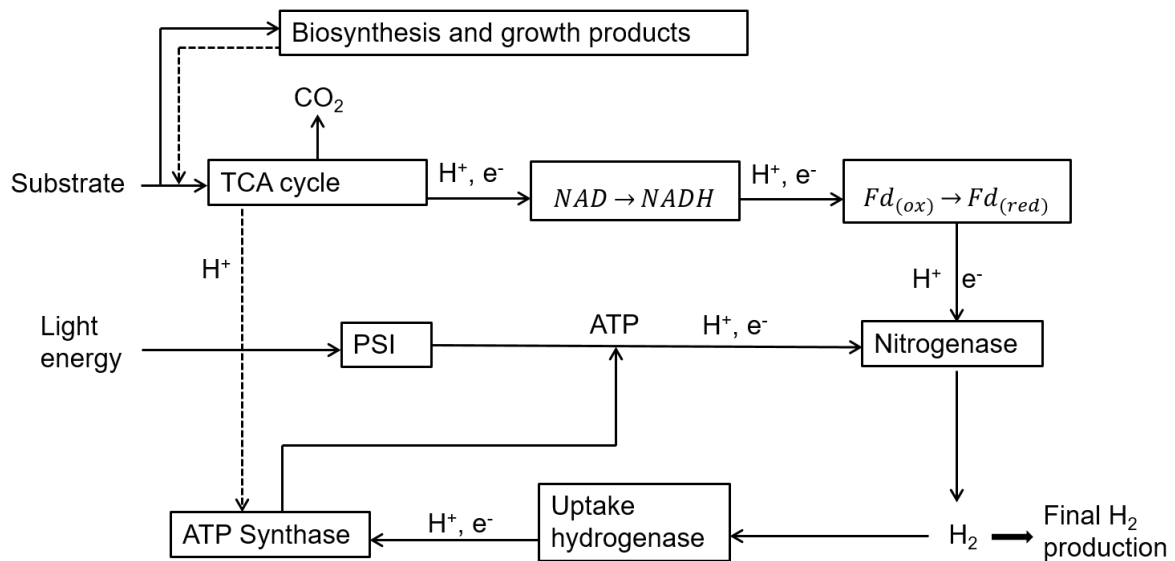 Biosynthesis and growth products
CO₂
Substrate
TCA cycle
H⁺, e⁻
NAD → NADH
H⁺, e⁻
Fd₍ox₎ → Fd₍red₎
H⁺
H⁺ e⁻
Light
energy
PSI
ATP
H⁺, e⁻
Nitrogenase
ATP Synthase
H⁺, e⁻
Uptake
hydrogenase
H₂
Final H₂
production